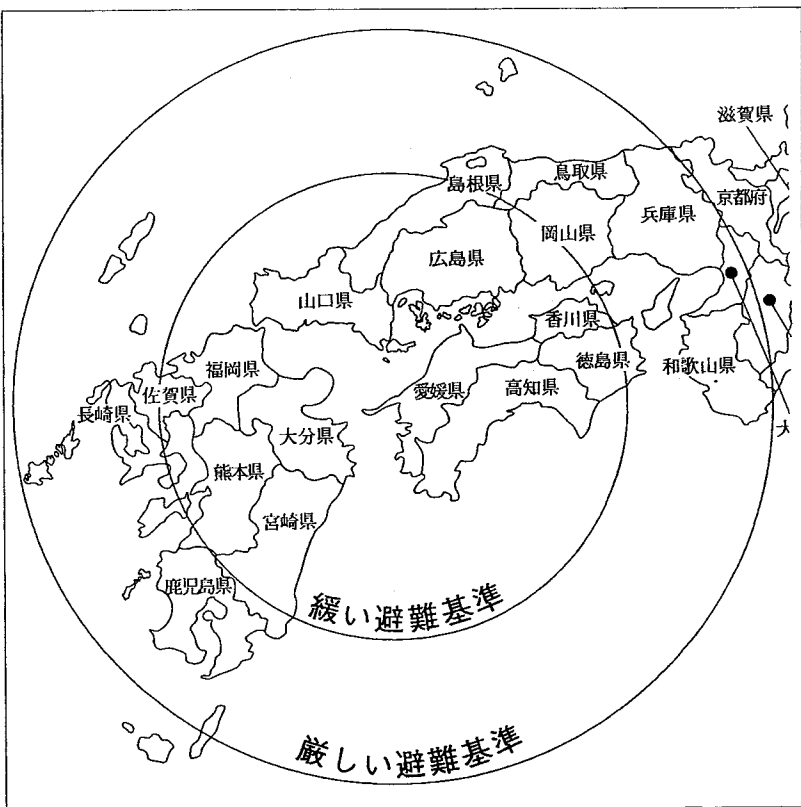 滋賀県
鳥取県
島根県
京都府
兵庫県
岡山県
広島県
山口県
香川県
徳島県
和歌山県
福岡県
愛媛県
高知県
佐賀県
長崎県
大分県
熊本県
宮崎県
鹿児島県
緩い避難基準
厳しい避難基準